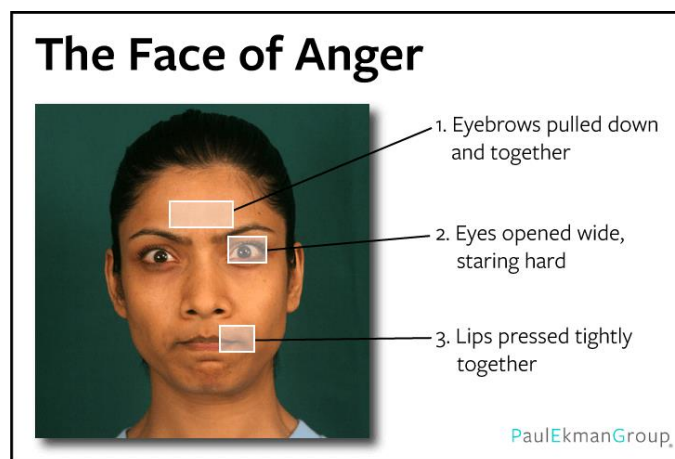 The Face of Anger
1. Eyebrows pulled down
and together
2. Eyes opened wide,
staring hard
3. Lips pressed tightly
together
PaulEkmanGroup®